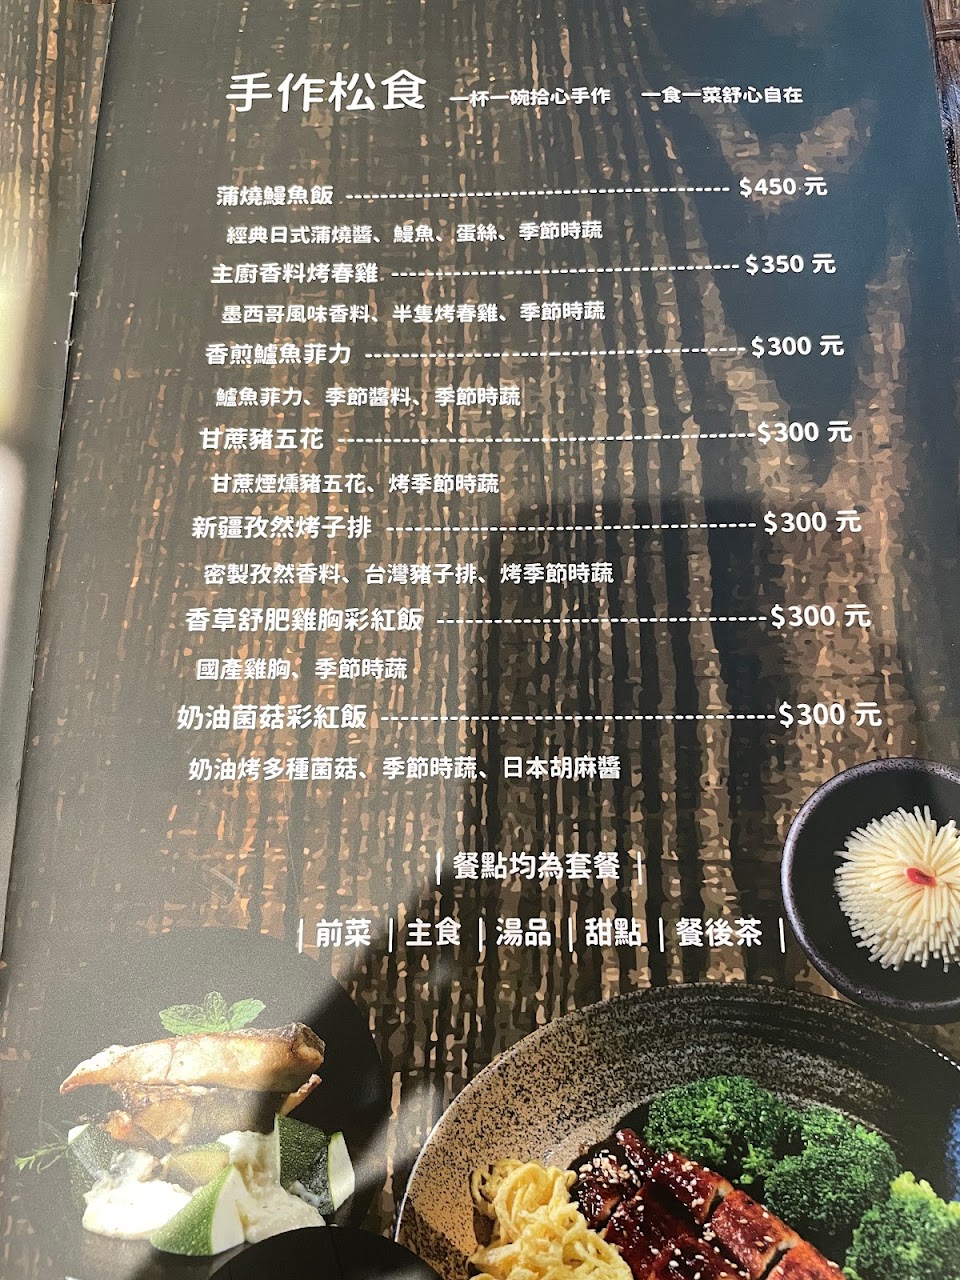 手作松食 一杯一碗拾心手作 一食一菜舒心自在
蒲燒鰻魚飯 $450 元
經典日式蒲燒醬、鰻魚、蛋絲、季節時蔬
主廚香料烤春雞 $350 元
墨西哥風味香料、半隻烤春雞、季節時蔬
香煎鱸魚菲力 $300 元
鱸魚菲力、季節醬料、季節時蔬
甘蔗豬五花 $300 元
甘蔗煙燻豬五花、烤季節時蔬
新疆孜然烤子排 $300 元
密製孜然香料、台灣豬子排、烤季節時蔬
香草舒肥雞胸彩紅飯 $300 元
國產雞胸、季節時蔬
奶油菌菇彩紅飯 $300 元
奶油烤多種菌菇、季節時蔬、日本胡麻醬
| 餐點均為套餐 |
| 前菜 | 主食 | 湯品 | 甜點 | 餐後茶 |